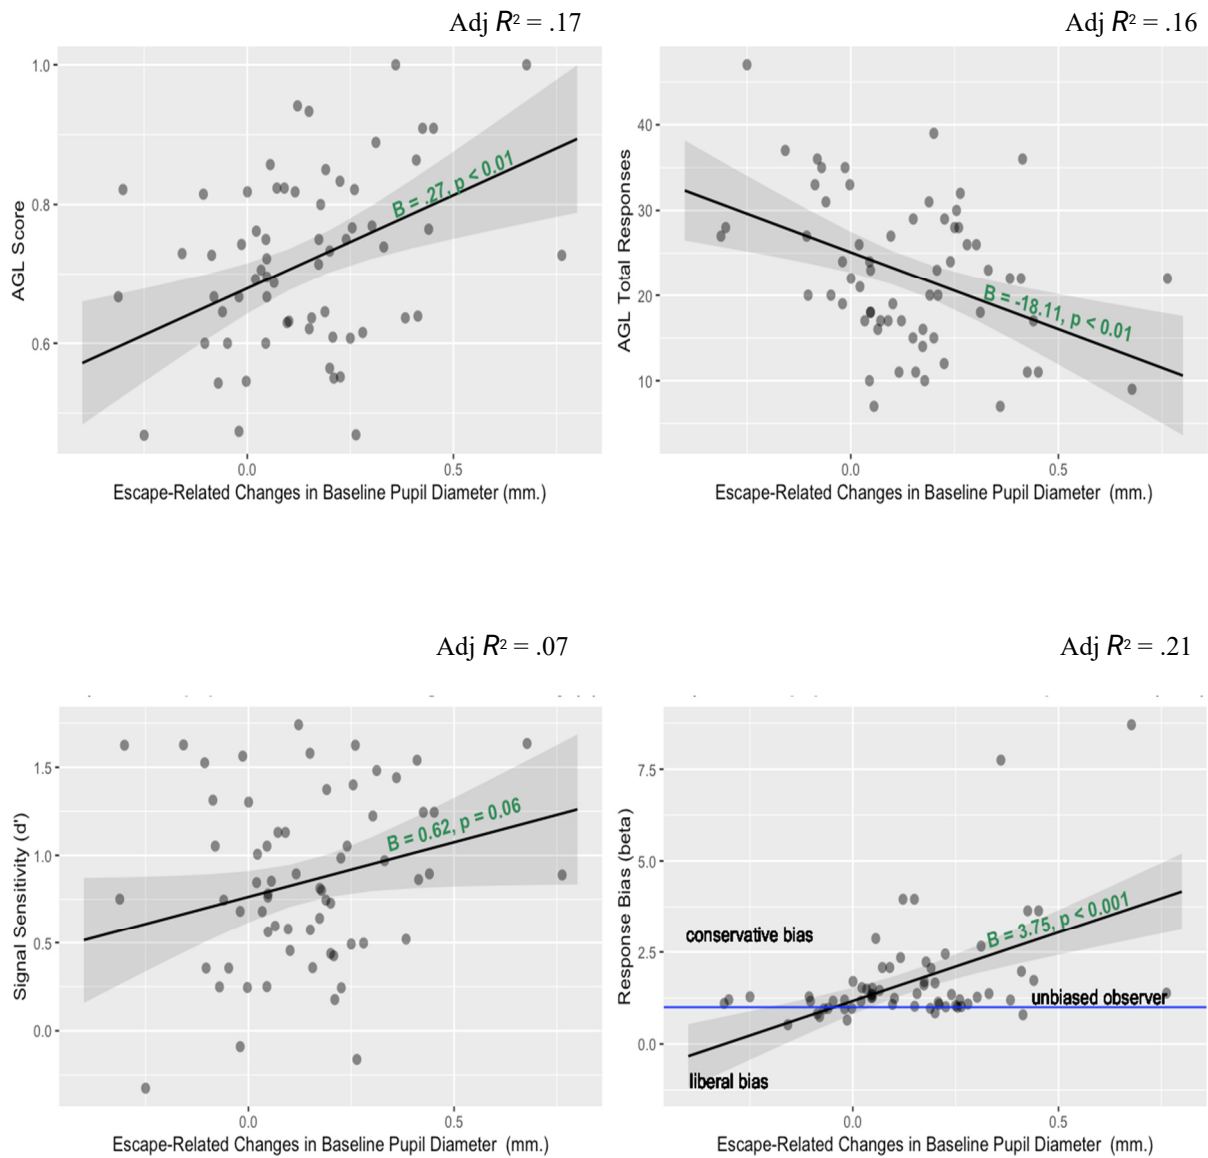 Adj R² = .17
Adj R² = .16
1.0
0.8
0.6
AGL Score
B = .27, p < 0.01
0.0
0.5
Escape-Related Changes in Baseline Pupil Diameter (mm.)
40
30
20
10
AGL Total Responses
B = -18.11, p < 0.01
0.0
0.5
Escape-Related Changes in Baseline Pupil Diameter (mm.)
Adj R² = .07
Adj R² = .21
1.5
1.0
0.5
0.0
Signal Sensitivity (d')
B = 0.62, p = 0.06
0.0
0.5
Escape-Related Changes in Baseline Pupil Diameter (mm.)
7.5
5.0
2.5
0.0
Response Bias (beta)
B = 3.75, p < 0.001
conservative bias
unbiased observer
liberal bias
0.0
0.5
Escape-Related Changes in Baseline Pupil Diameter (mm.)